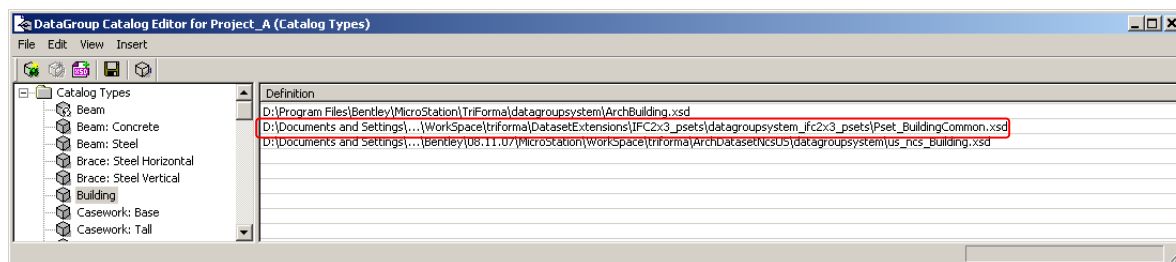 DataGroup Catalog Editor for Project_A (Catalog Types)
File Edit View Insert
Catalog Types
Beam
Beam: Concrete
Beam: Steel
Brace: Steel Horizontal
Brace: Steel Vertical
Building
Casework: Base
Casework: Tall
Definition
D:\Program Files\Bentley\MicroStation\TriForma\datagroupsystem\ArchBuilding.xsd
D:\Documents and Settings\...\WorkSpace\triforma\DatasetExtensions\IFC2x3_psets\datagroupsystem_ifc2x3_psets\Pset_BuildingCommon.xsd
D:\Documents and Settings\...\Bentley\08.11.07\MicroStation\WorkSpace\triforma\ArchDatasetNcsUS\datagroupsystem\us_ncs_Building.xsd